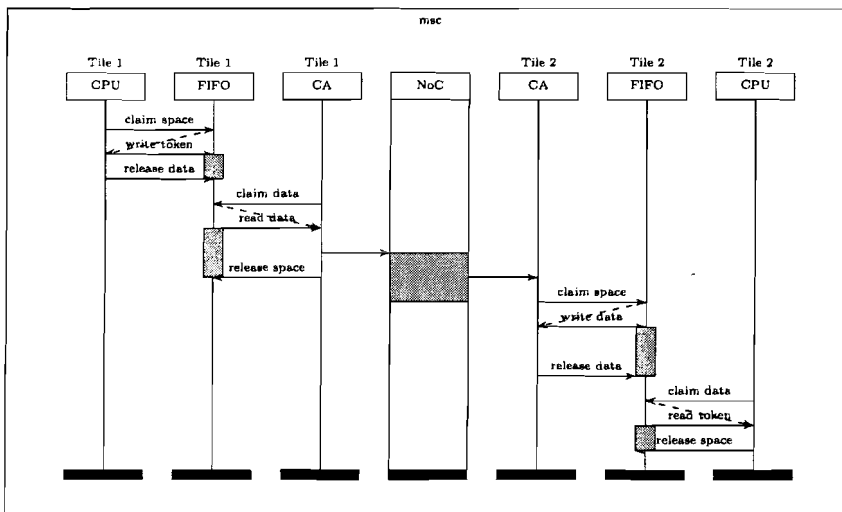 msc
Tile 1 Tile 1 Tile 1 Tile 2 Tile 2 Tile 2
CPU FIFO CA NoC CA FIFO CPU
claim space
write token
release data
claim data
read data
release space
claim space
write data
release data
claim data
read token
release space